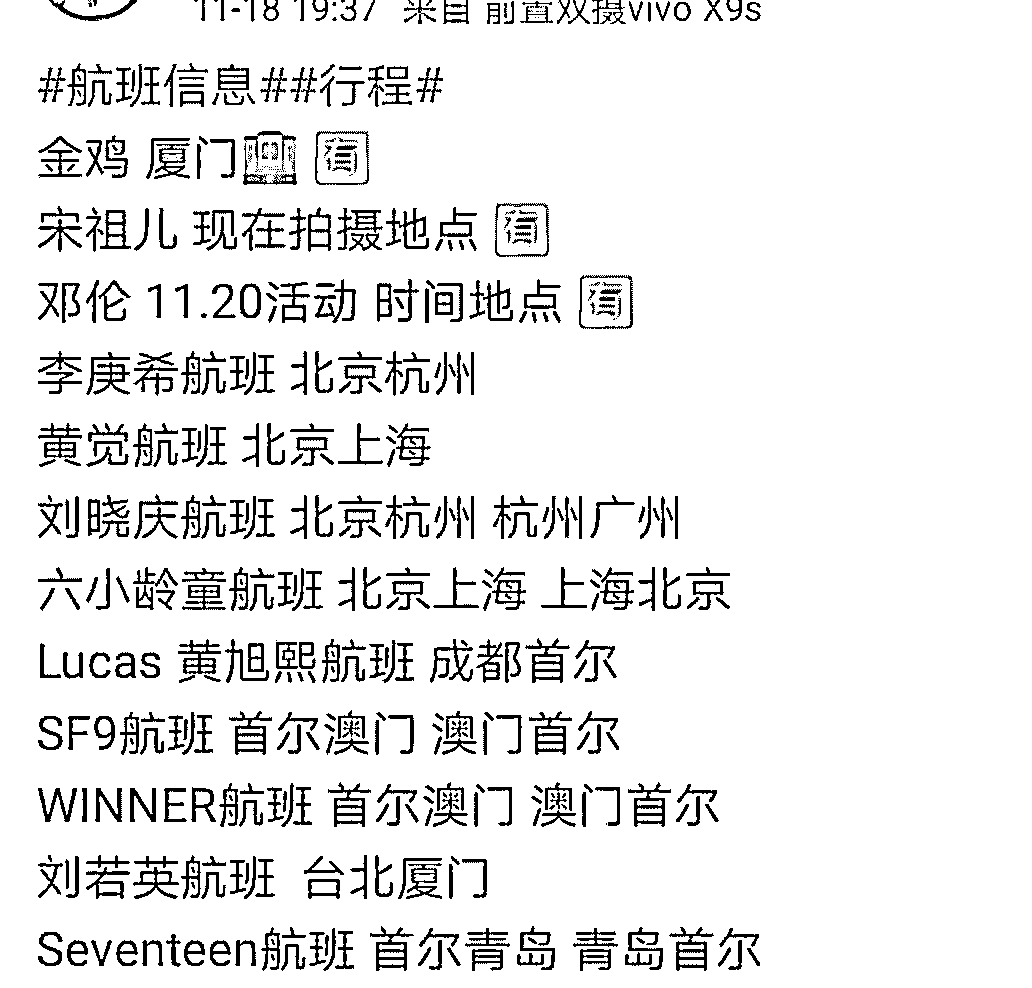 11-18 19:37 来自 前置双摄vivo X9s
#航班信息##行程#
金鸡 厦门🏨 🈶
宋祖儿 现在拍摄地点 🈶
邓伦 11.20活动 时间地点 🈶
李庚希航班 北京杭州
黄觉航班 北京上海
刘晓庆航班 北京杭州 杭州广州
六小龄童航班 北京上海 上海北京
Lucas 黄旭熙航班 成都首尔
SF9航班 首尔澳门 澳门首尔
WINNER航班 首尔澳门 澳门首尔
刘若英航班 台北厦门
Seventeen航班 首尔青岛 青岛首尔